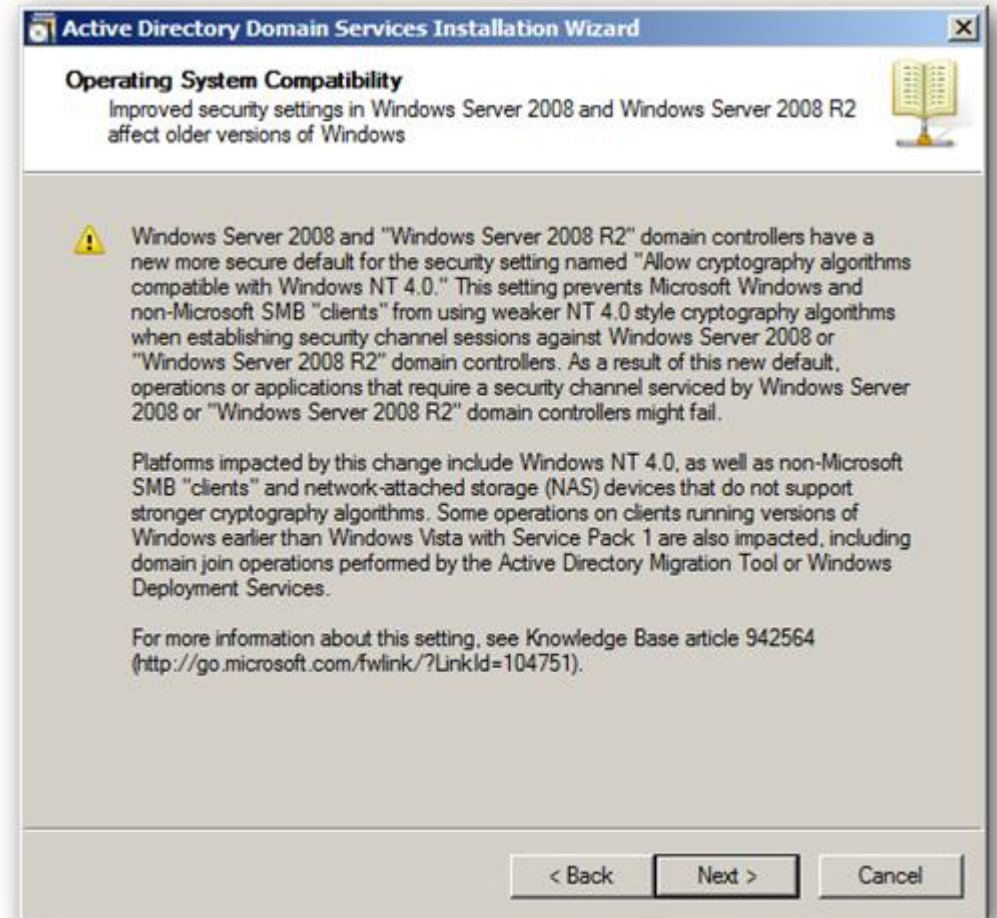 Active Directory Domain Services Installation Wizard
Operating System Compatibility
Improved security settings in Windows Server 2008 and Windows Server 2008 R2
affect older versions of Windows
Windows Server 2008 and "Windows Server 2008 R2" domain controllers have a
new more secure default for the security setting named "Allow cryptography algorithms
compatible with Windows NT 4.0." This setting prevents Microsoft Windows and
non-Microsoft SMB "clients" from using weaker NT 4.0 style cryptography algorithms
when establishing security channel sessions against Windows Server 2008 or
"Windows Server 2008 R2" domain controllers. As a result of this new default,
operations or applications that require a security channel serviced by Windows Server
2008 or "Windows Server 2008 R2" domain controllers might fail.
Platforms impacted by this change include Windows NT 4.0, as well as non-Microsoft
SMB "clients" and network-attached storage (NAS) devices that do not support
stronger cryptography algorithms. Some operations on clients running versions of
Windows earlier than Windows Vista with Service Pack 1 are also impacted, including
domain join operations performed by the Active Directory Migration Tool or Windows
Deployment Services.
For more information about this setting, see Knowledge Base article 942564
(http://go.microsoft.com/fwlink/?LinkId=104751).
< Back
Next >
Cancel